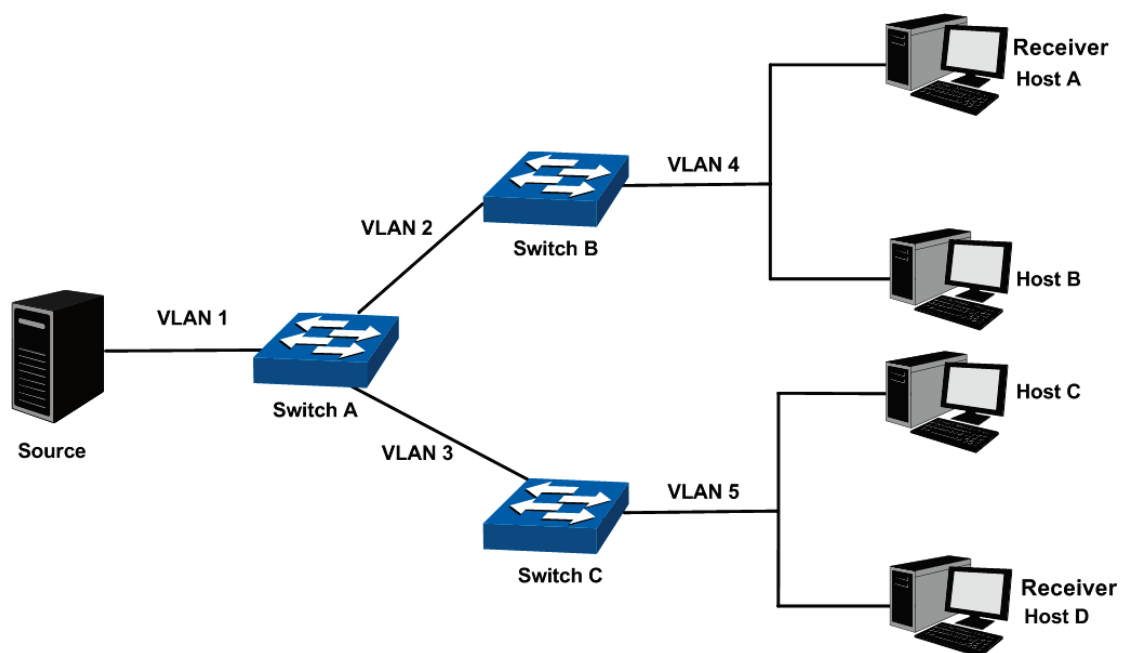 Receiver
Host A
VLAN 4
VLAN 2
Switch B
Host B
VLAN 1
Host C
Switch A
Source
VLAN 3
VLAN 5
Switch C
Receiver
Host D